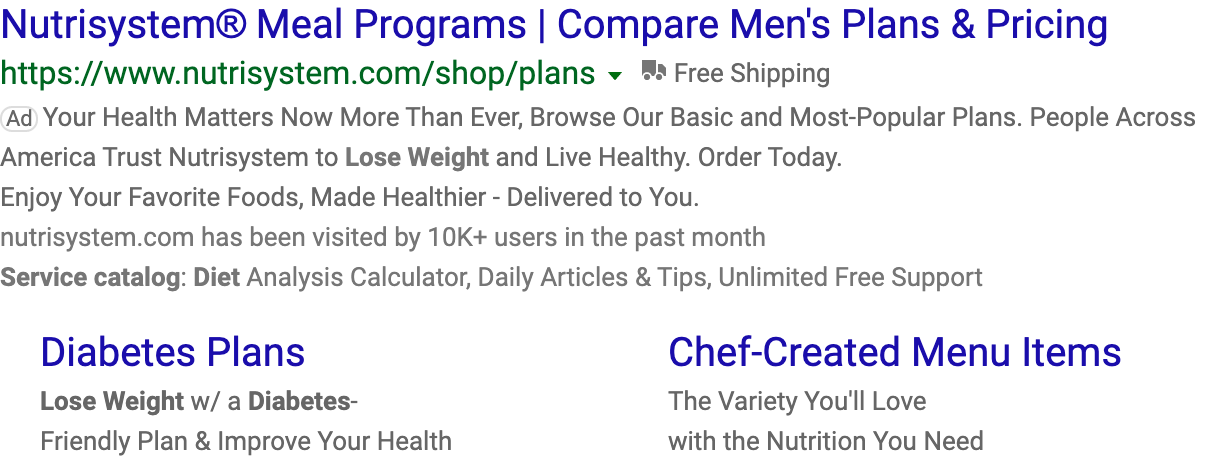 Nutrisystem® Meal Programs | Compare Men's Plans & Pricing
https://www.nutrisystem.com/shop/plans Free Shipping
Ad Your Health Matters Now More Than Ever, Browse Our Basic and Most-Popular Plans. People Across
America Trust Nutrisystem to Lose Weight and Live Healthy. Order Today.
Enjoy Your Favorite Foods, Made Healthier - Delivered to You.
nutrisystem.com has been visited by 10K+ users in the past month
Service catalog: Diet Analysis Calculator, Daily Articles & Tips, Unlimited Free Support
Diabetes Plans
Lose Weight w/ a Diabetes-
Friendly Plan & Improve Your Health
Chef-Created Menu Items
The Variety You'll Love
with the Nutrition You Need